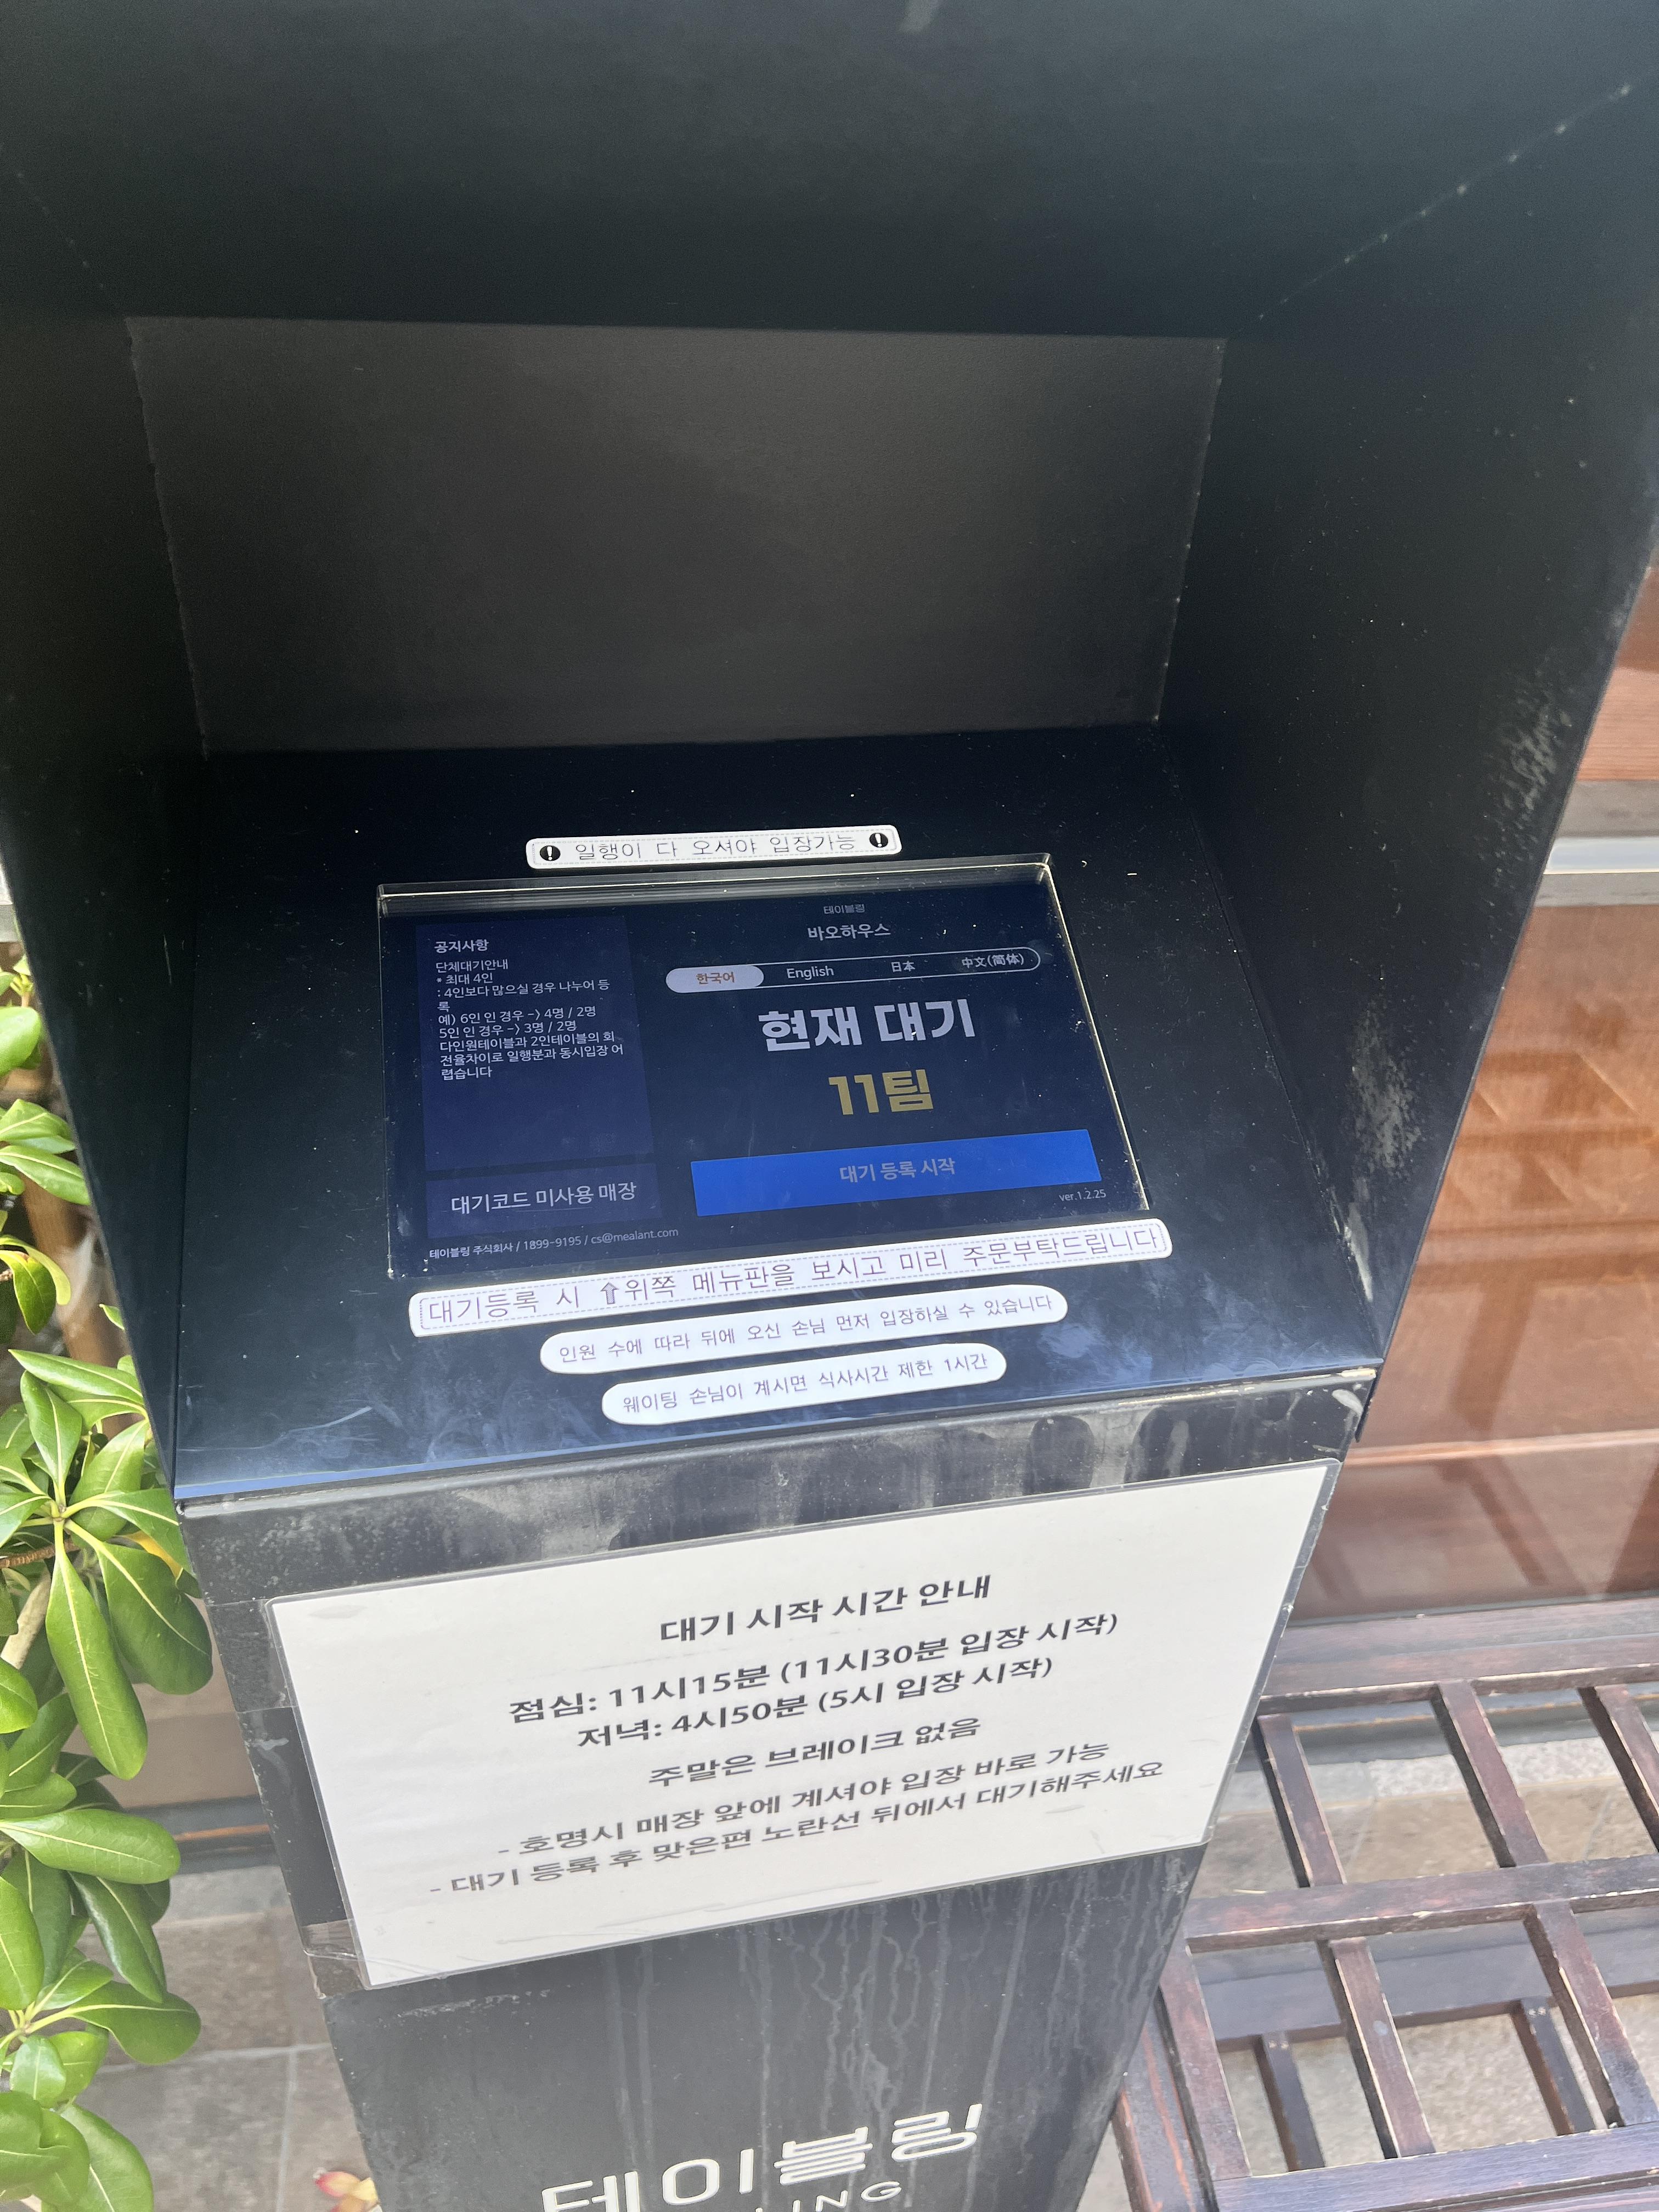 일행이 다 오셔야 입장가능
공지사항
단체대기안내
* 최대 4인
: 4인보다 많으실 경우 나누어 등
록
예) 6인 인 경우 -> 4명 / 2명
5인 인 경우 -> 3명 / 2명
다인원테이블과 2인테이블의 회
전율차이로 일행분과 동시입장 어
렵습니다
대기코드 미사용 매장
테이블링 주식회사 / 1899-9195 / cs@mealant.com
테이블링
바오하우스
한국어 English 日本 中文(简体)
현재 대기
11팀
대기 등록 시작
ver.1.2.25
대기등록 시 ⇧위쪽 메뉴판을 보시고 미리 주문부탁드립니다
인원 수에 따라 뒤에 오신 손님 먼저 입장하실 수 있습니다
웨이팅 손님이 계시면 식사시간 제한 1시간
대기 시작 시간 안내
점심: 11시15분 (11시30분 입장 시작)
저녁: 4시50분 (5시 입장 시작)
주말은 브레이크 없음
- 호명시 매장 앞에 계셔야 입장 바로 가능
- 대기 등록 후 맞은편 노란선 뒤에서 대기해주세요
테이블링